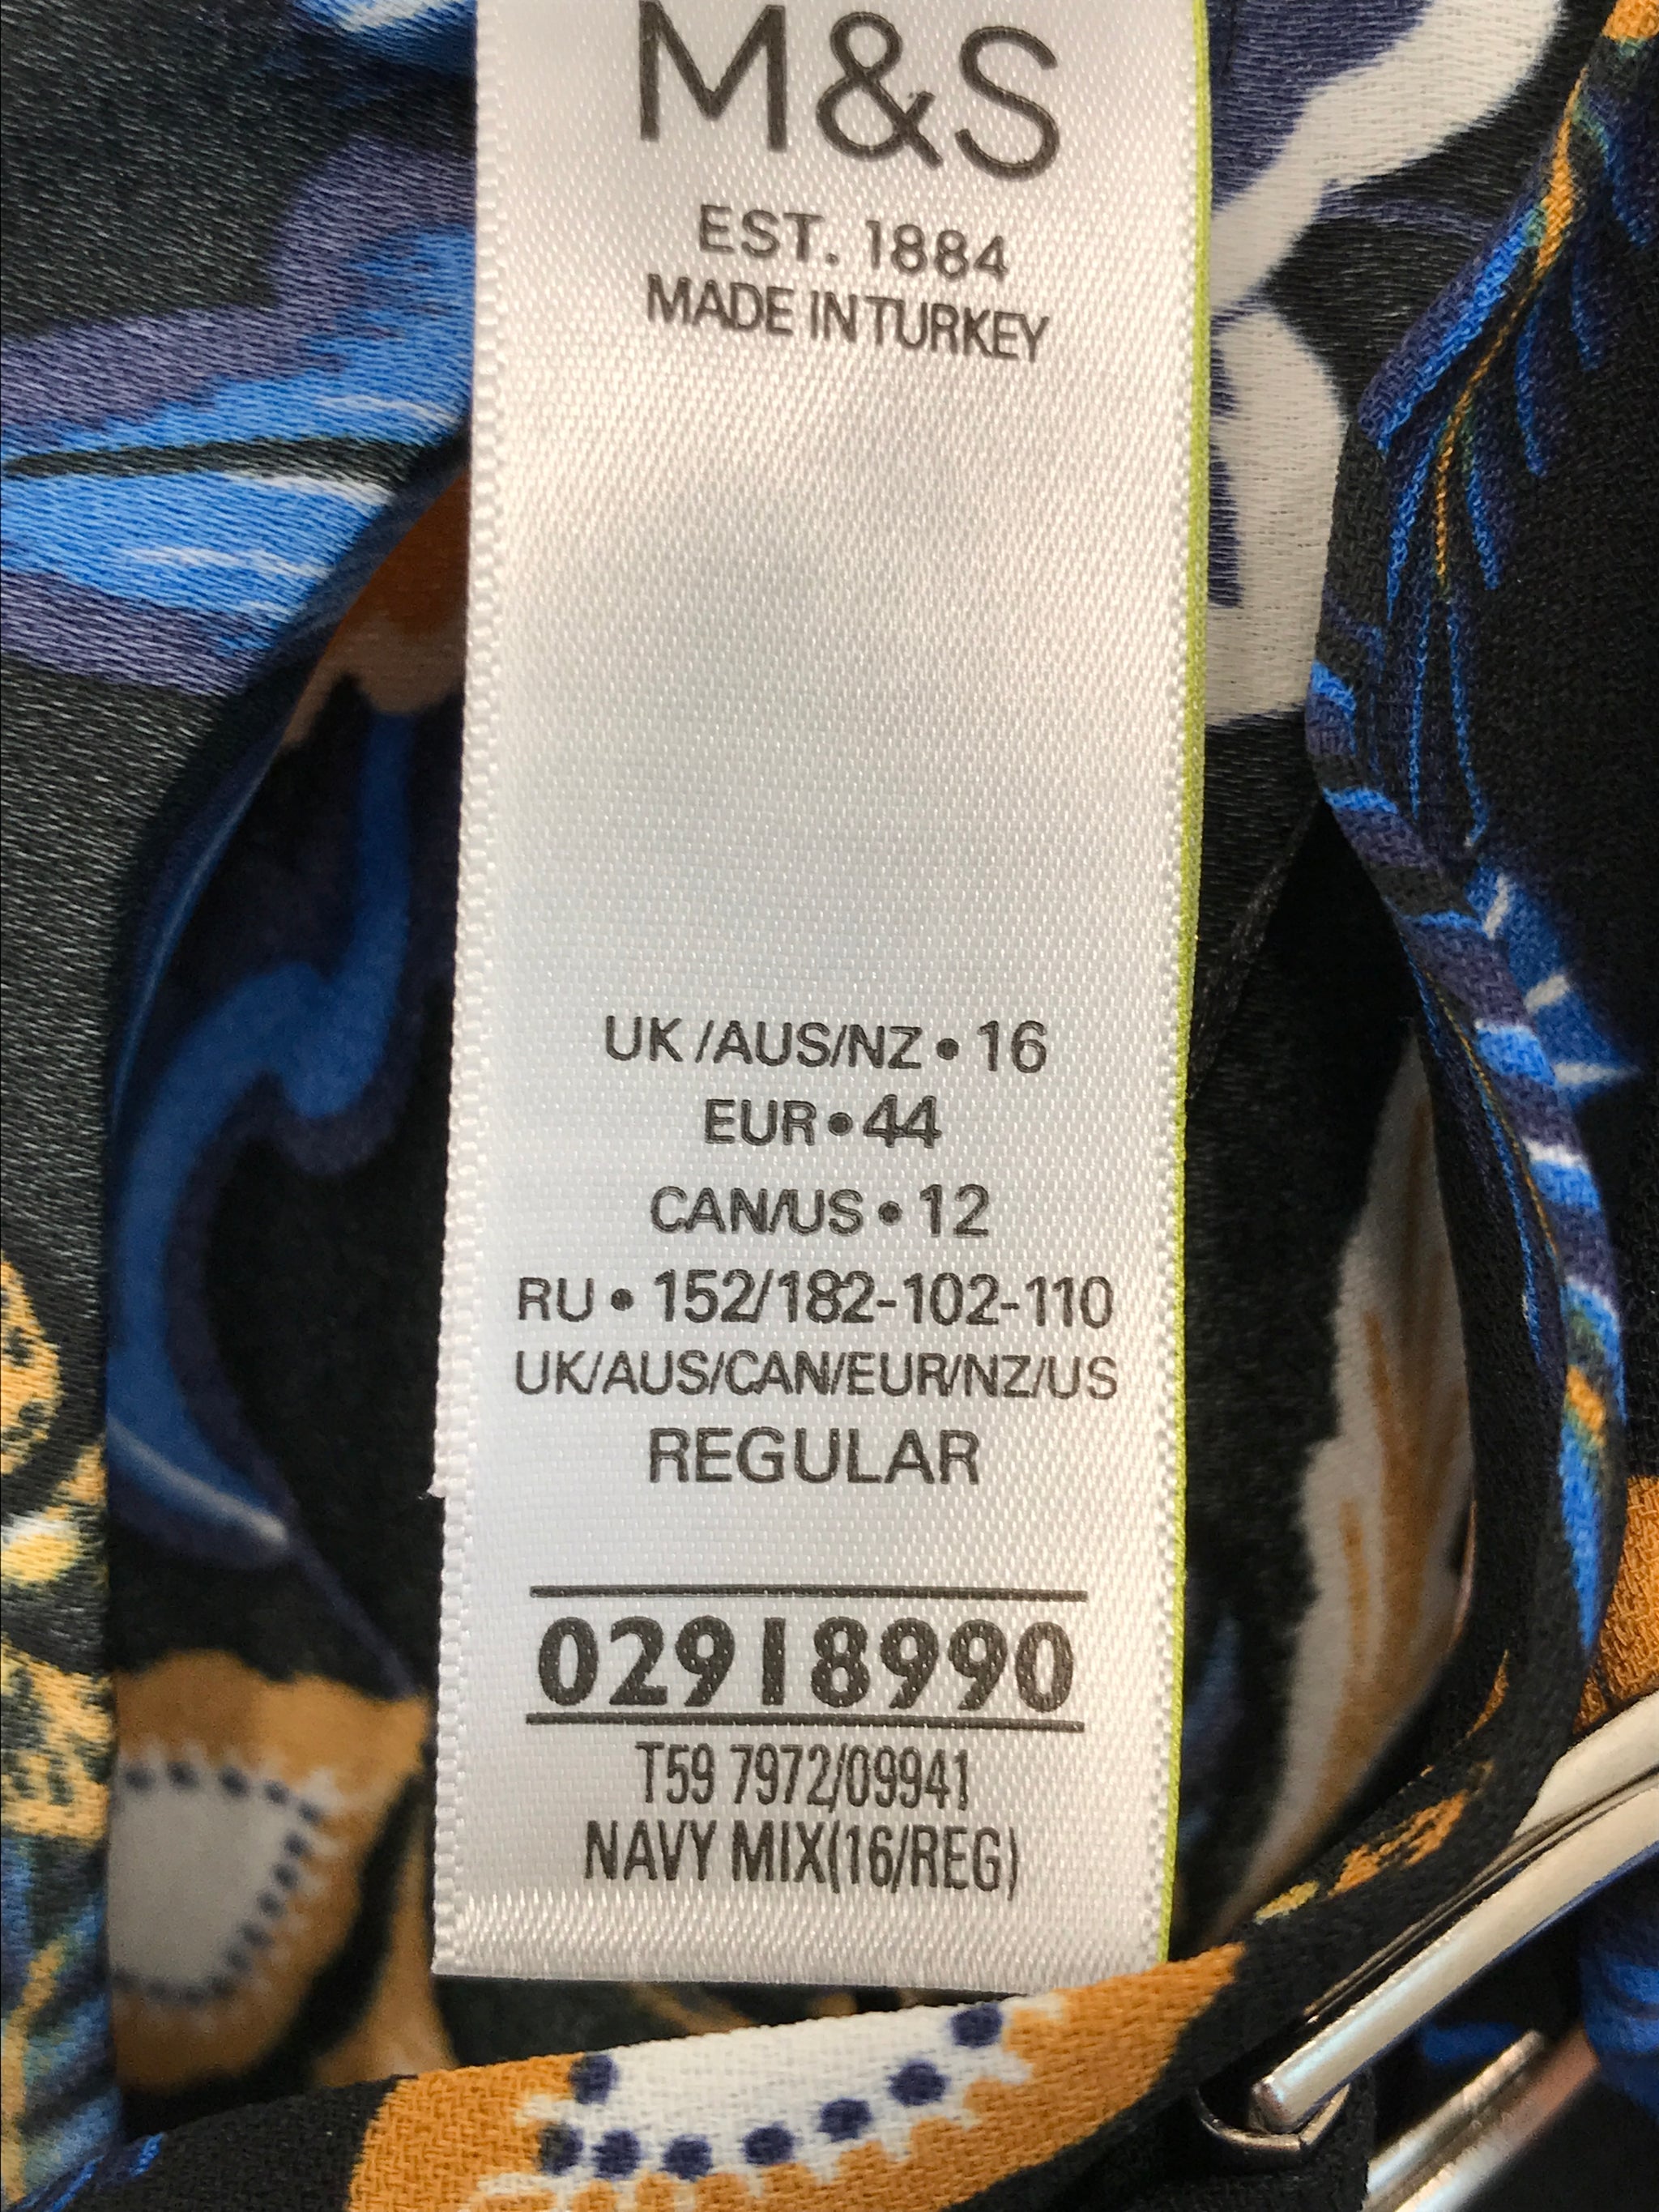 M&S
EST. 1884
MADE IN TURKEY
UK/AUS/NZ • 16
EUR • 44
CAN/US • 12
RU • 152/182-102-110
UK/AUS/CAN/EUR/NZ/US
REGULAR
02918990
T59 7972/09941
NAVY MIX(16/REG)